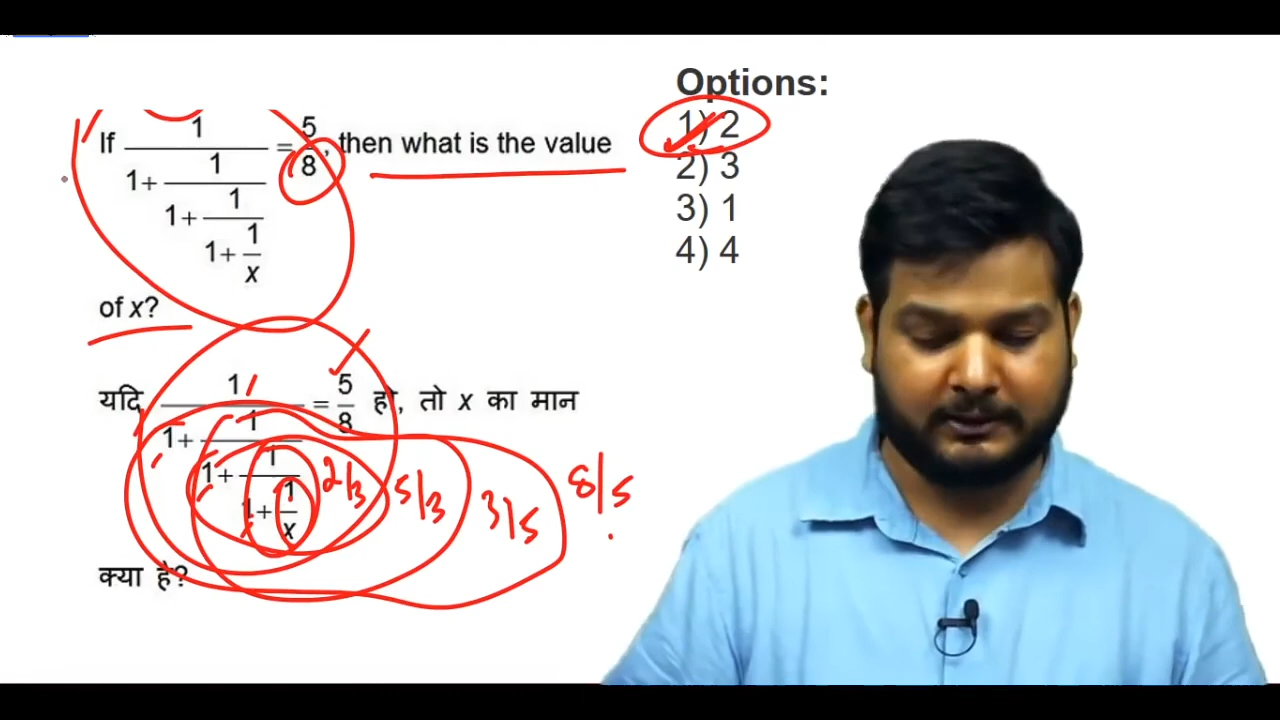 If 1/(1+1/(1+1/(1+1/x))) = 5/8, then what is the value
of x?
यदि 1/(1+1/(1+1/(1+1/x))) = 5/8 हो, तो x का मान
क्या है?
2/3 5/3 3/5 8/5
Options:
1) 2
2) 3
3) 1
4) 4